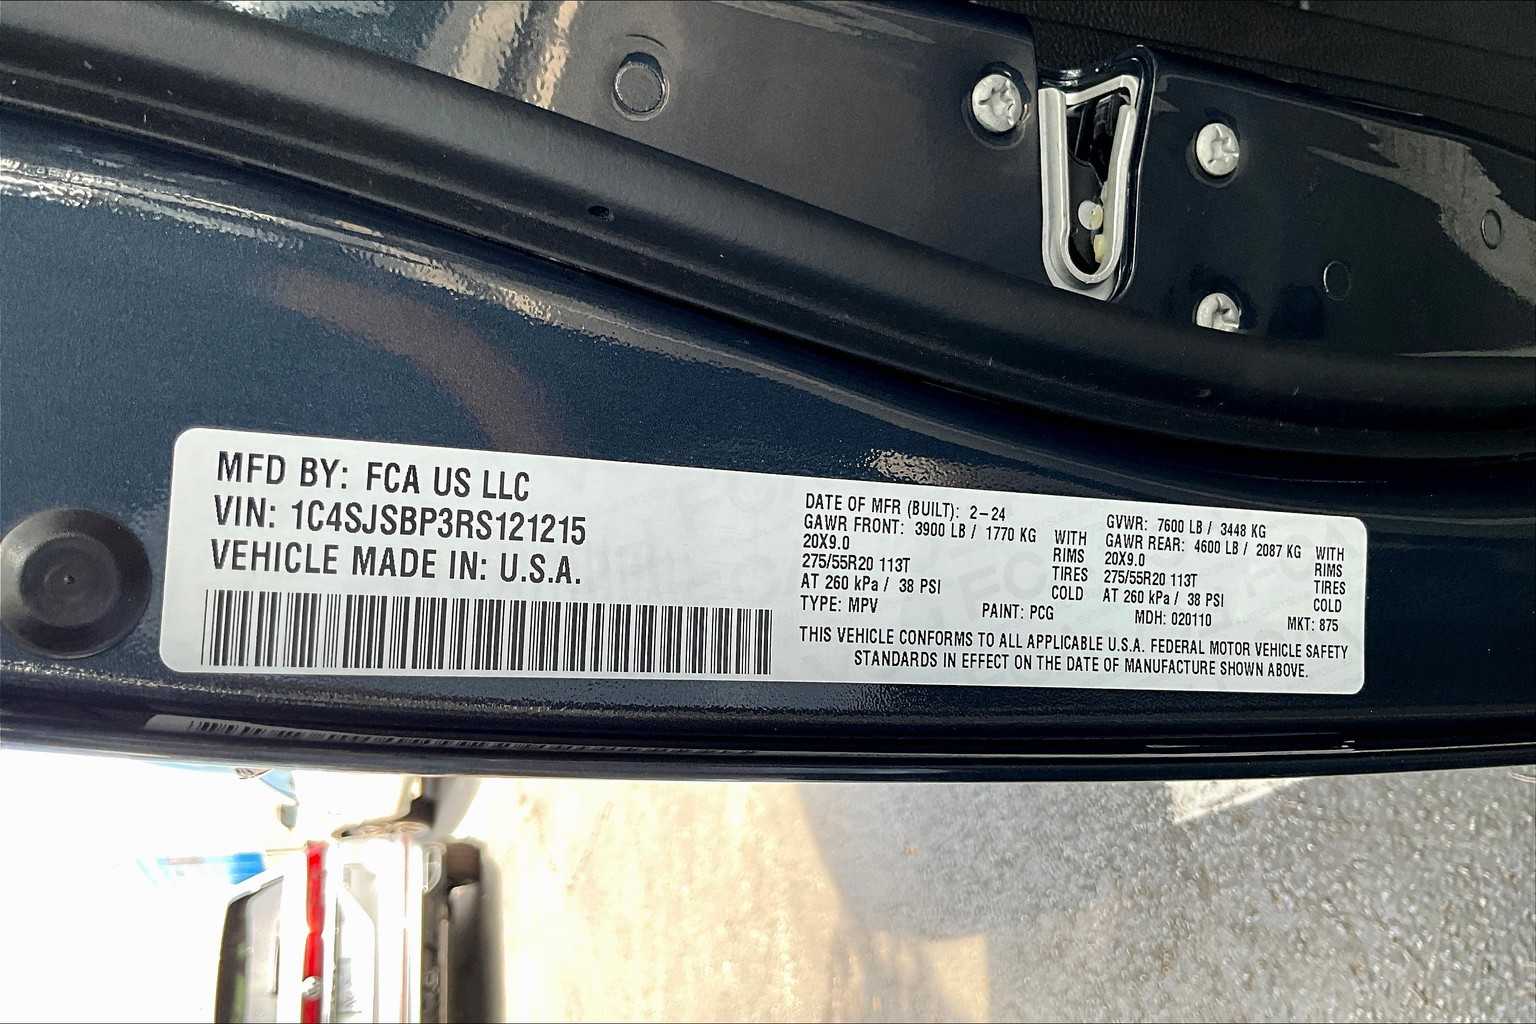 MFD BY: FCA US LLC
VIN: 1C4SJSBP3RS121215
VEHICLE MADE IN: U.S.A.
DATE OF MFR (BUILT): 2-24
GAWR FRONT: 3900 LB / 1770 KG WITH
20X9.0 RIMS
275/55R20 113T TIRES
AT 260 kPa / 38 PSI COLD
GVWR: 7600 LB / 3448 KG
GAWR REAR: 4600 LB / 2087 KG WITH
20X9.0 RIMS
275/55R20 113T TIRES
AT 260 kPa / 38 PSI COLD
TYPE: MPV PAINT: PCG MDH: 020110 MKT: 875
THIS VEHICLE CONFORMS TO ALL APPLICABLE U.S.A. FEDERAL MOTOR VEHICLE SAFETY
STANDARDS IN EFFECT ON THE DATE OF MANUFACTURE SHOWN ABOVE.